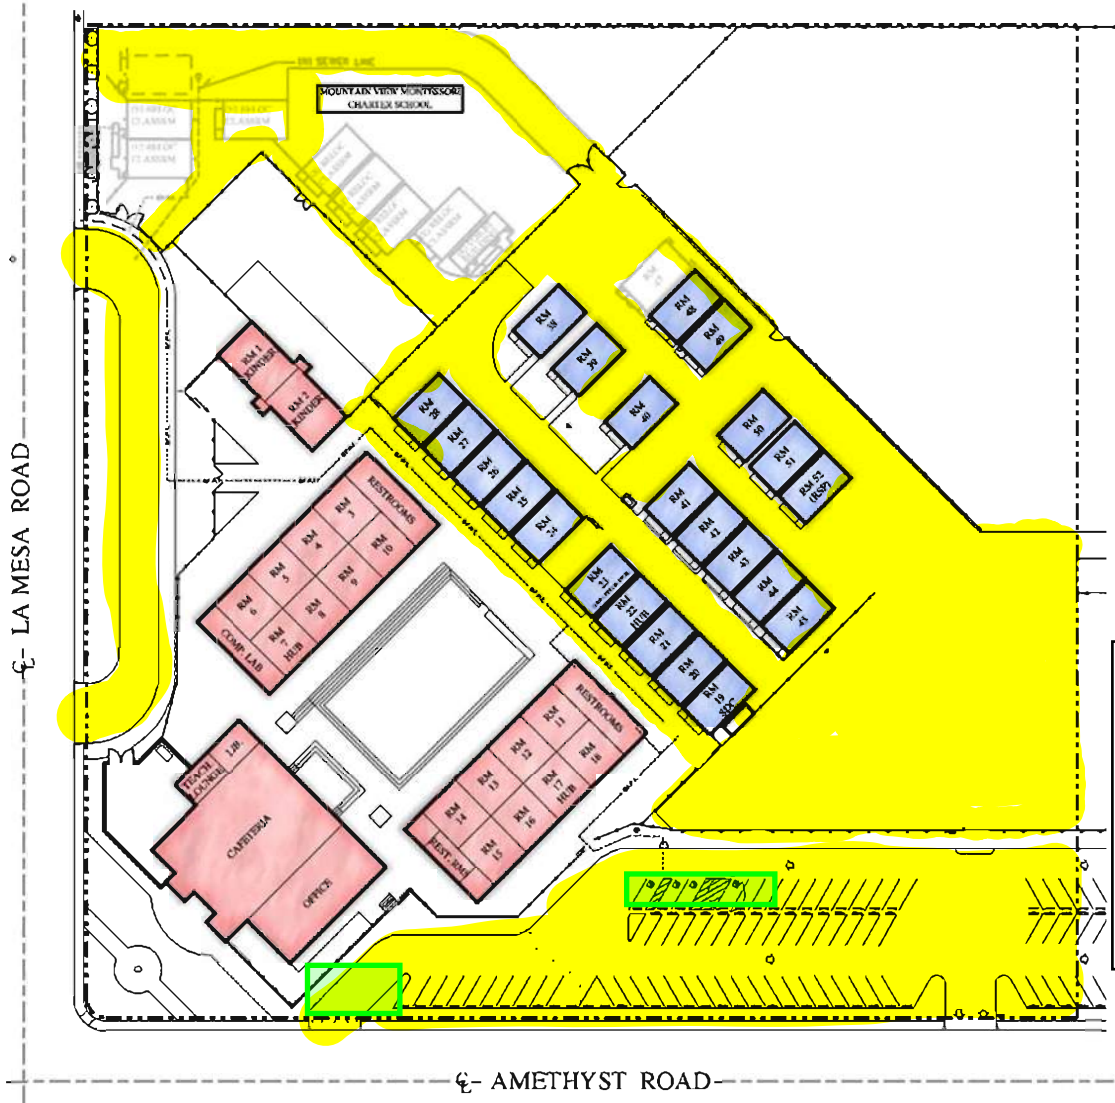 MOUNTAIN VIEW MONTESSORI
CHARTER SCHOOL
RM
48
RM
49
RM
38
RM
39
RM
40
RM 1
KINDER
RM 2
KINDER
RM
28
RM
27
RM
26
RM
25
RM
24
RM
50
RM
51
RM 52
(RSP)
RM
41
RM
42
RM
43
RM
44
RM
45
RM
23
RM
22
HUB
RM
21
RM
20
RM
19
SDC
RESTROOMS
RM
3
RM
4
RM
5
RM
6
RM
10
RM
9
RM
8
RM
7
HUB
COMP. LAB
RESTROOMS
RM
11
RM
12
RM
13
RM
14
RM
18
RM
17
HUB
RM
16
RM
15
REST. RMS
LIB.
TEACH
LOUNGE
CAFETERIA
OFFICE
LA MESA ROAD
AMETHYST ROAD